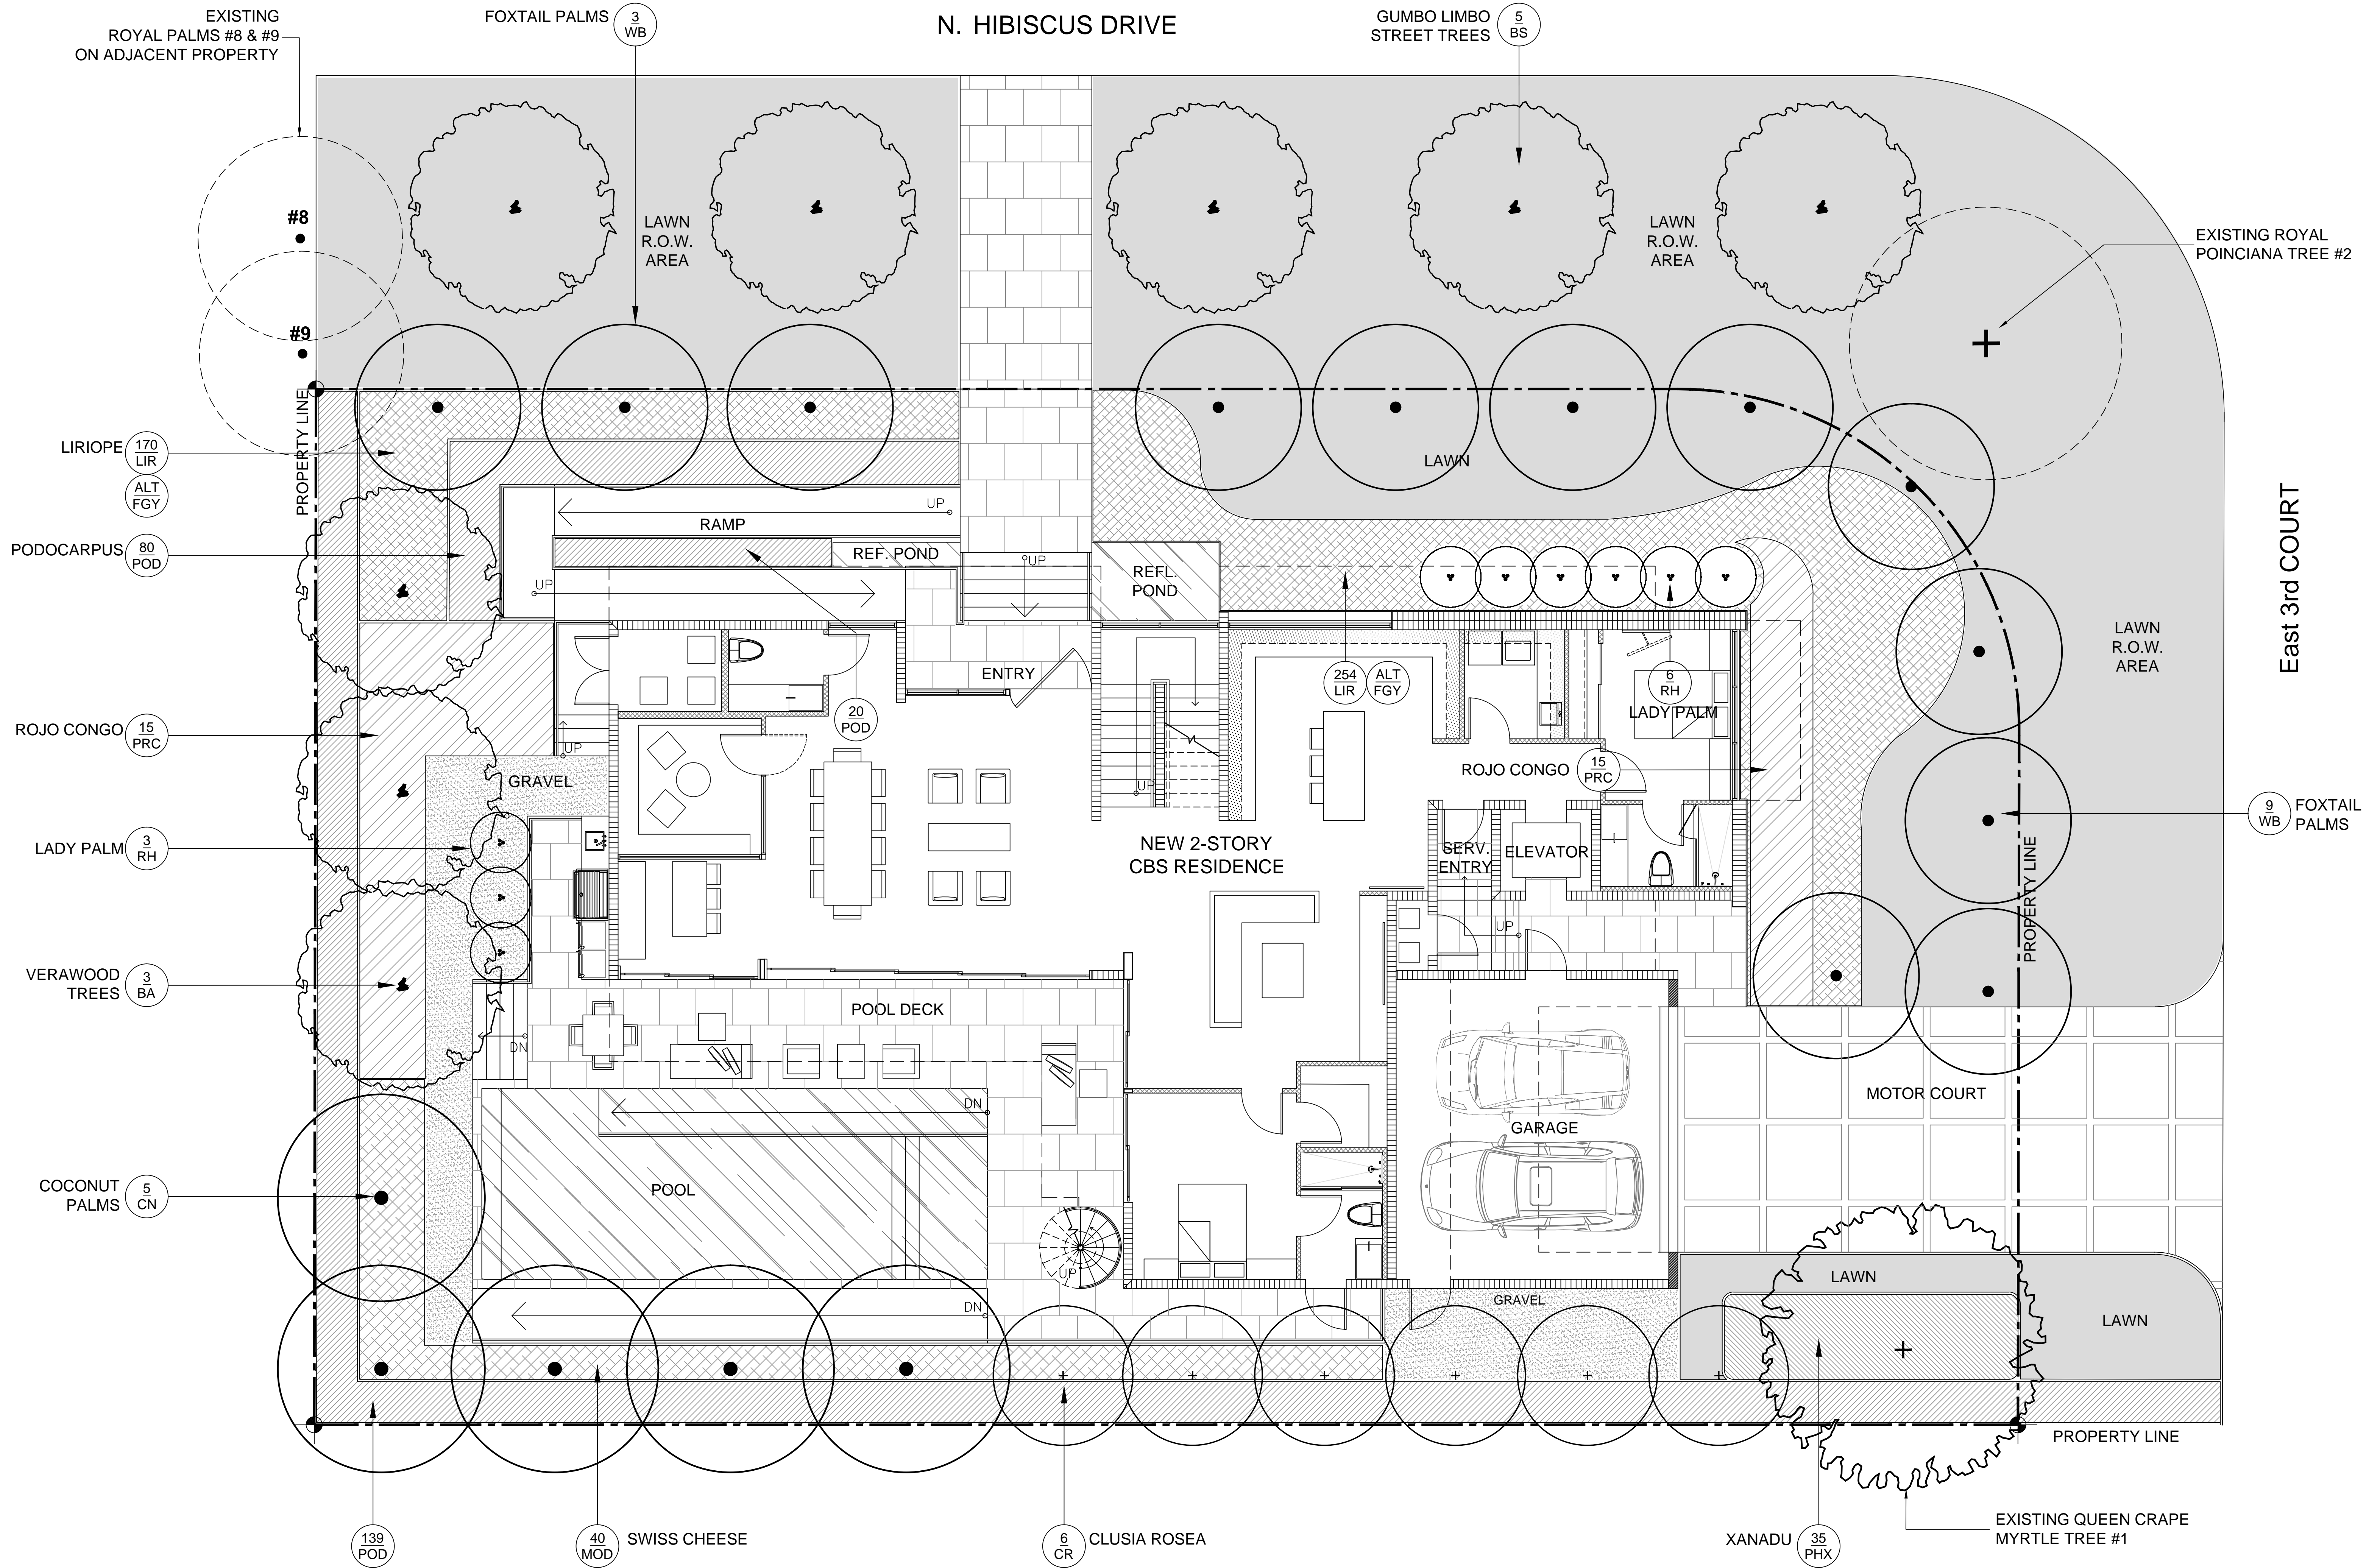 EXISTING
ROYAL PALMS #8 & #9
ON ADJACENT PROPERTY
FOXTAIL PALMS
3
WB
N. HIBISCUS DRIVE
GUMBO LIMBO
STREET TREES
5
BS
#8
#9
LAWN
R.O.W.
AREA
LAWN
R.O.W.
AREA
EXISTING ROYAL
POINCIANA TREE #2
PROPERTY LINE
LIRIOPE
170
LIR
ALT
FGY
LAWN
East 3rd COURT
PODOCARPUS
80
POD
UP
RAMP
REF. POND
UP
UP
REFL.
POND
LAWN
R.O.W.
AREA
ENTRY
254
LIR
ALT
FGY
6
RH
LADY PALM
20
POD
ROJO CONGO
15
PRC
UP
GRAVEL
UP
ROJO CONGO
15
PRC
9
WB
FOXTAIL
PALMS
LADY PALM
3
RH
NEW 2-STORY
CBS RESIDENCE
SERV.
ENTRY
ELEVATOR
PROPERTY LINE
UP
VERAWOOD
TREES
3
BA
POOL DECK
DN
DN
MOTOR COURT
GARAGE
COCONUT
PALMS
5
CN
POOL
UP
LAWN
DN
GRAVEL
LAWN
PROPERTY LINE
139
POD
40
MOD
SWISS CHEESE
6
CR
CLUSIA ROSEA
XANADU
35
PHX
EXISTING QUEEN CRAPE
MYRTLE TREE #1